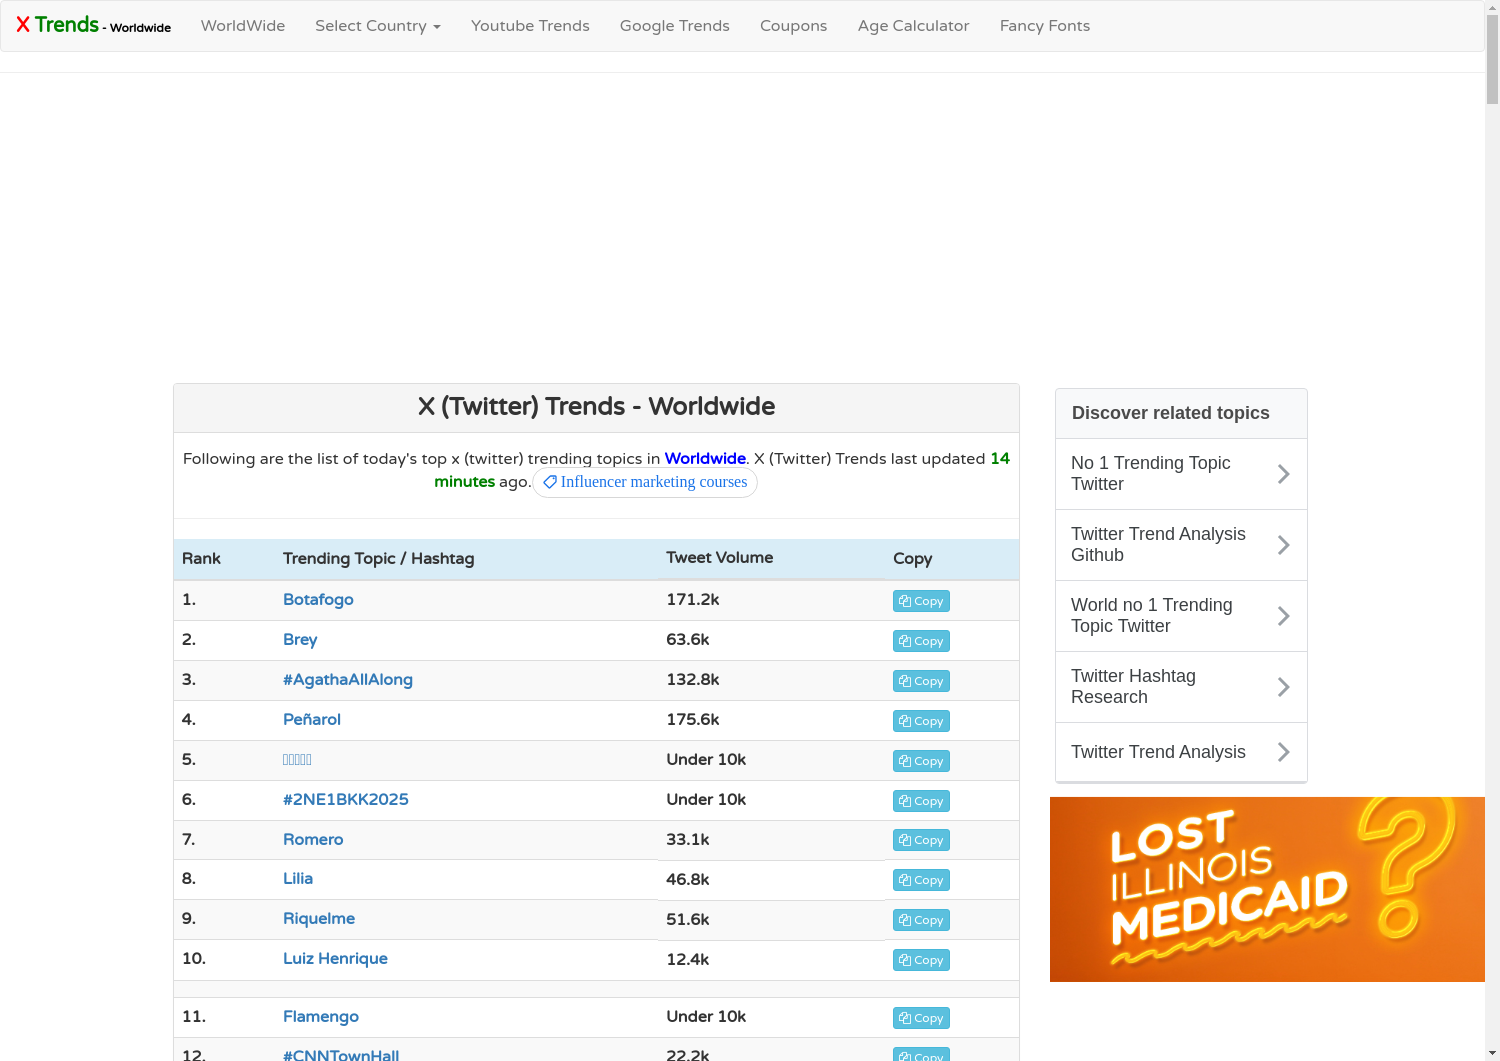 X Trends - Worldwide WorldWide Select Country Youtube Trends Google Trends Coupons Age Calculator Fancy Fonts
X (Twitter) Trends - Worldwide
Following are the list of today's top x (twitter) trending topics in Worldwide. X (Twitter) Trends last updated 14
minutes ago. Influencer marketing courses
Rank Trending Topic / Hashtag Tweet Volume Copy
1. Botafogo 171.2k Copy
2. Brey 63.6k Copy
3. #AgathaAllAlong 132.8k Copy
4. Peñarol 175.6k Copy
5. Under 10k Copy
6. #2NE1BKK2025 Under 10k Copy
7. Romero 33.1k Copy
8. Lilia 46.8k Copy
9. Riquelme 51.6k Copy
10. Luiz Henrique 12.4k Copy
11. Flamengo Under 10k Copy
12. #CNNTownHall 22.2k Copy
Discover related topics
No 1 Trending Topic
Twitter
Twitter Trend Analysis
Github
World no 1 Trending
Topic Twitter
Twitter Hashtag
Research
Twitter Trend Analysis
LOST
ILLINOIS
MEDICAID
?